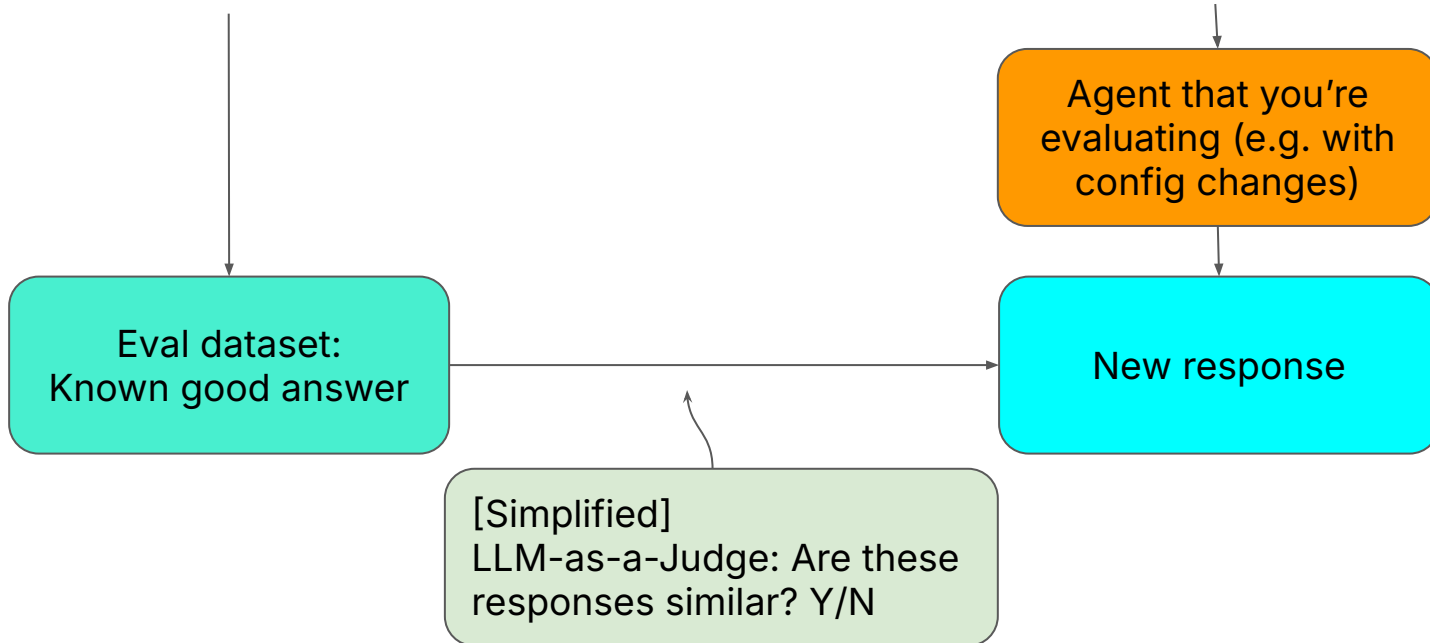 Agent that you’re
evaluating (e.g. with
config changes)
Eval dataset:
Known good answer
New response
[Simplified]
LLM-as-a-Judge: Are these
responses similar? Y/N